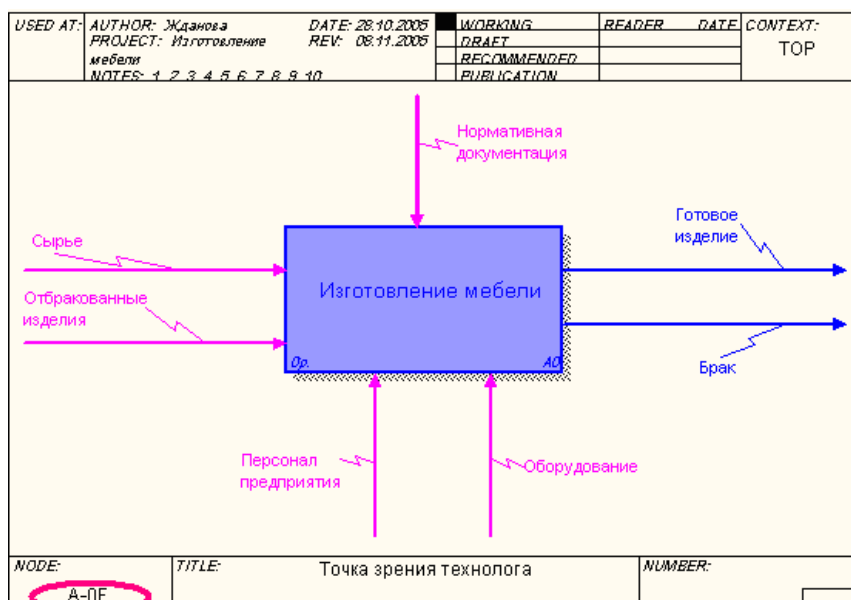 USED AT:
AUTHOR: Жданова
DATE: 28.10.2005
PROJECT: Изготовление
мебели
REV: 08.11.2005
NOTES: 1 2 3 4 5 6 7 8 9 10
WORKING
DRAFT
RECOMMENDED
PUBLICATION
READER DATE
CONTEXT:
TOP
Нормативная
документация
Сырье
Готовое
изделие
Изготовление мебели
Отбракованные
изделия
0р.
A0
Брак
Персонал
предприятия
Оборудование
NODE:
A-0F
TITLE:
Точка зрения технолога
NUMBER: